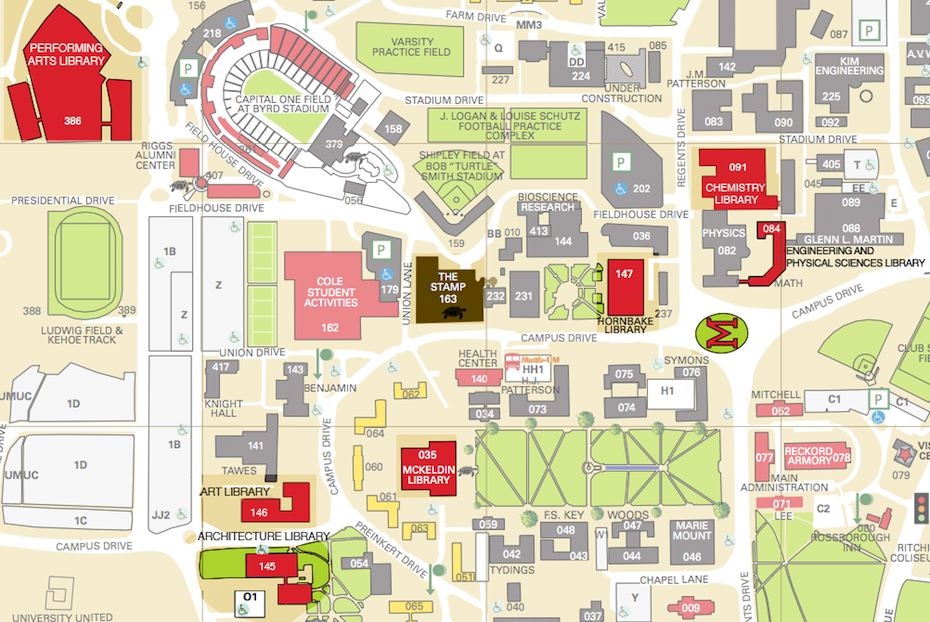 156
FARM DRIVE
VAL
MM3
087
P
218
PERFORMING
ARTS LIBRARY
VARSITY
PRACTICE FIELD
Q
DD
224
415
085
142
KIM
ENGINEERING
A.V.W
P
227
J.M.
PATTERSON
UNDER
CONSTRUCTION
225
CAPITAL ONE FIELD
AT BYRD STADIUM
STADIUM DRIVE
093
386
158
J. LOGAN & LOUISE SCHUTZ
FOOTBALL PRACTICE
COMPLEX
083
090
092
FIELD HOUSE DRIVE
379
REGENTS DRIVE
STADIUM DRIVE
RIGGS
ALUMNI
CENTER
SHIPLEY FIELD AT
BOB "TURTLE"
SMITH STADIUM
P
202
091
CHEMISTRY
LIBRARY
405
T
407
045
EE
056
PRESIDENTIAL DRIVE
FIELDHOUSE DRIVE
BIOSCIENCE
RESEARCH
FIELDHOUSE DRIVE
089
E
159
BB
010
413
144
036
PHYSICS
082
084
088
GLENN L. MARTIN
1B
Z
P
179
UNION LANE
THE
STAMP
163
232
231
147
ENGINEERING AND
PHYSICAL SCIENCES LIBRARY
MATH
COLE
STUDENT
ACTIVITIES
162
388
389
Z
237
HORNBAKE
LIBRARY
M
CAMPUS DRIVE
LUDWIG FIELD &
KEHOE TRACK
UNION DRIVE
CAMPUS DRIVE
HEALTH
CENTER
140
Shuttle-UM
HH1
H.J.
PATTERSON
SYMONS
CLUB S
417
143
075
076
UMUC
1D
BENJAMIN
062
H1
MITCHELL
052
C1
P
C1
KNIGHT
HALL
034
073
074
064
1B
141
TAWES
CAMPUS DRIVE
060
035
MCKELDIN
LIBRARY
077
RECKORD
ARMORY
078
079
1D
UMUC
MAIN
ADMINISTRATION
ART LIBRARY
061
071
LEE
C2
146
1C
JJ2
F.S. KEY
WOODS
063
059
048
047
MARIE
MOUNT
080
ROSSBOROUGH
INN
CAMPUS DRIVE
ARCHITECTURE LIBRARY
PREINKERT DRIVE
042
043
044
046
RITCHI
COLISEU
145
054
051
TYDINGS
CHAPEL LANE
O1
065
040
037
Y
009
UNIVERSITY UNITED